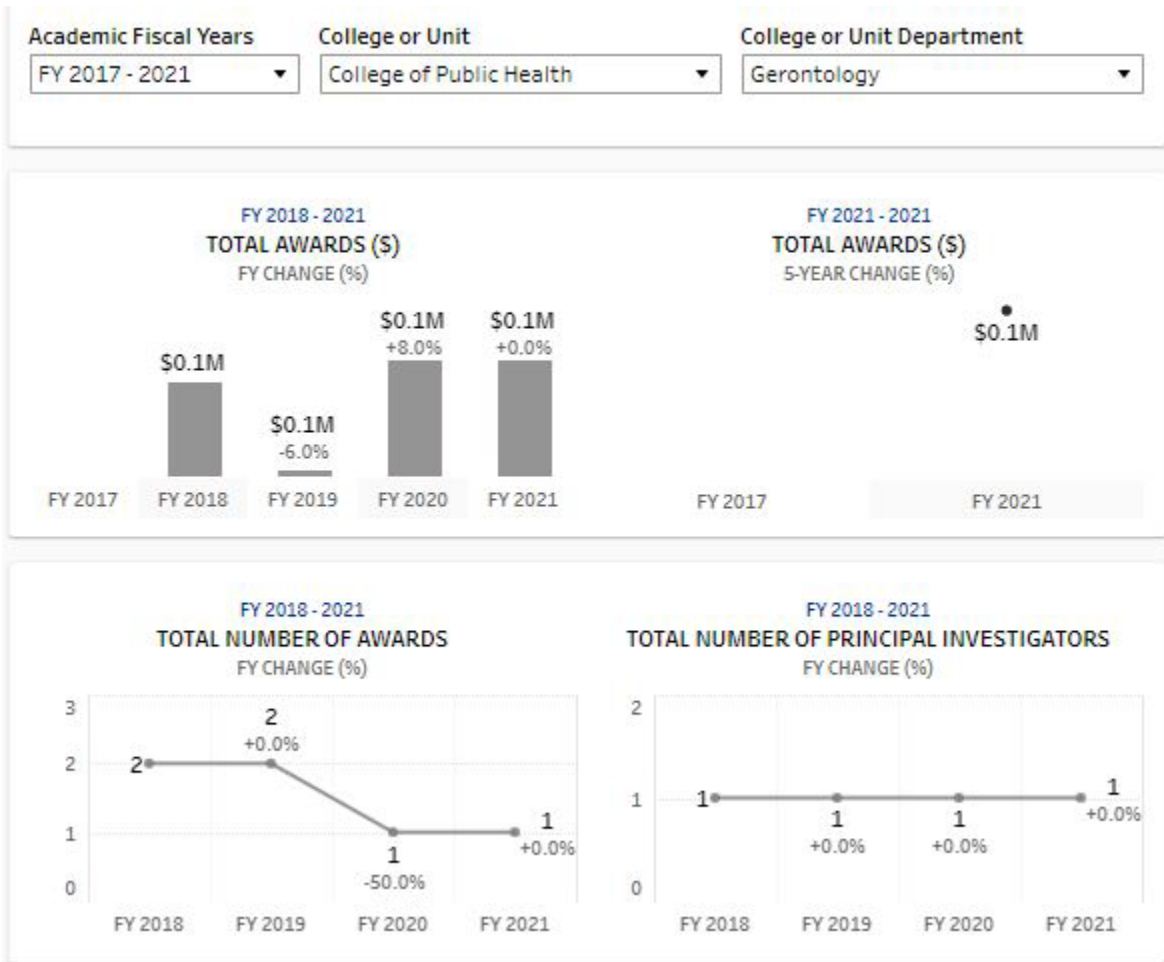 Academic Fiscal Years
FY 2017 - 2021
College or Unit
College of Public Health
College or Unit Department
Gerontology
FY 2018 - 2021
TOTAL AWARDS ($)
FY CHANGE (%)
$0.1M
$0.1M
-6.0%
$0.1M
+8.0%
$0.1M
+0.0%
FY 2017 FY 2018 FY 2019 FY 2020 FY 2021
FY 2021 - 2021
TOTAL AWARDS ($)
5-YEAR CHANGE (%)
$0.1M
FY 2017 FY 2021
FY 2018 - 2021
TOTAL NUMBER OF AWARDS
FY CHANGE (%)
3
2
1
0
2
2
+0.0%
1
-50.0%
1
+0.0%
FY 2018 FY 2019 FY 2020 FY 2021
FY 2018 - 2021
TOTAL NUMBER OF PRINCIPAL INVESTIGATORS
FY CHANGE (%)
2
1
0
1
1
+0.0%
1
+0.0%
1
+0.0%
FY 2018 FY 2019 FY 2020 FY 2021